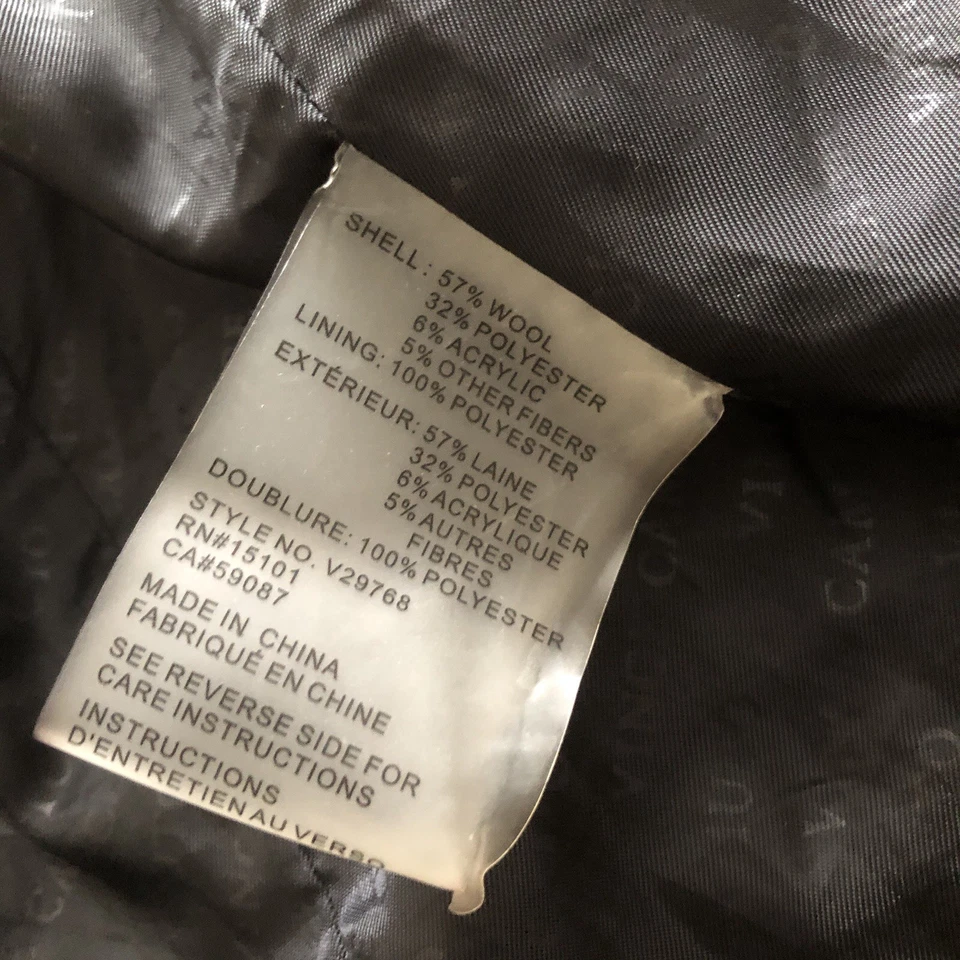 SHELL: 57% WOOL
32% POLYESTER
6% ACRYLIC
5% OTHER FIBERS
LINING: 100% POLYESTER
EXTÉRIEUR: 57% LAINE
32% POLYESTER
6% ACRYLIQUE
5% AUTRES
FIBRES
DOUBLURE: 100% POLYESTER
STYLE NO. V29768
RN#15101
CA#59087
MADE IN CHINA
FABRIQUÉ EN CHINE
SEE REVERSE SIDE FOR
CARE INSTRUCTIONS
INSTRUCTIONS
D'ENTRETIEN AU VERSO